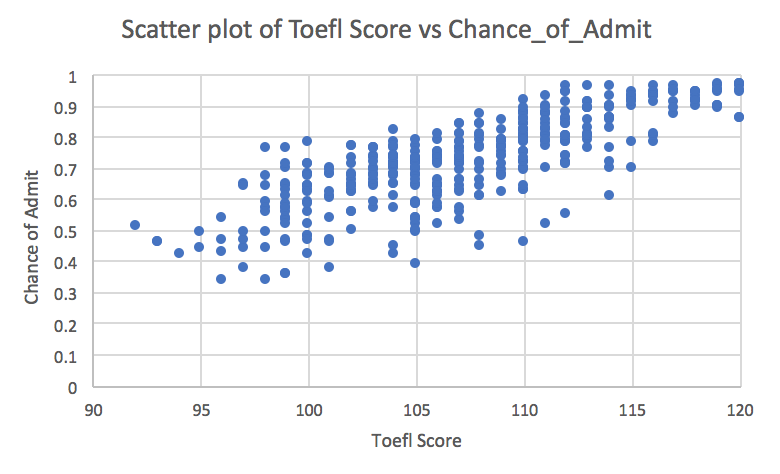 Scatter plot of Toefl Score vs Chance_of_Admit
Chance of Admit
1
0.9
0.8
0.7
0.6
0.5
0.4
0.3
0.2
0.1
0
90 95 100 105 110 115 120
Toefl Score